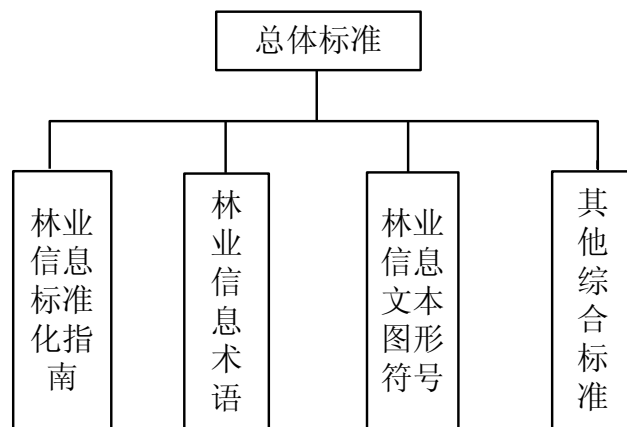 总体标准
林业
信息
标准
化指
南
林
业
信
息
术
语
林业
信息
文本
图形
符号
其
他
综
合
标
准